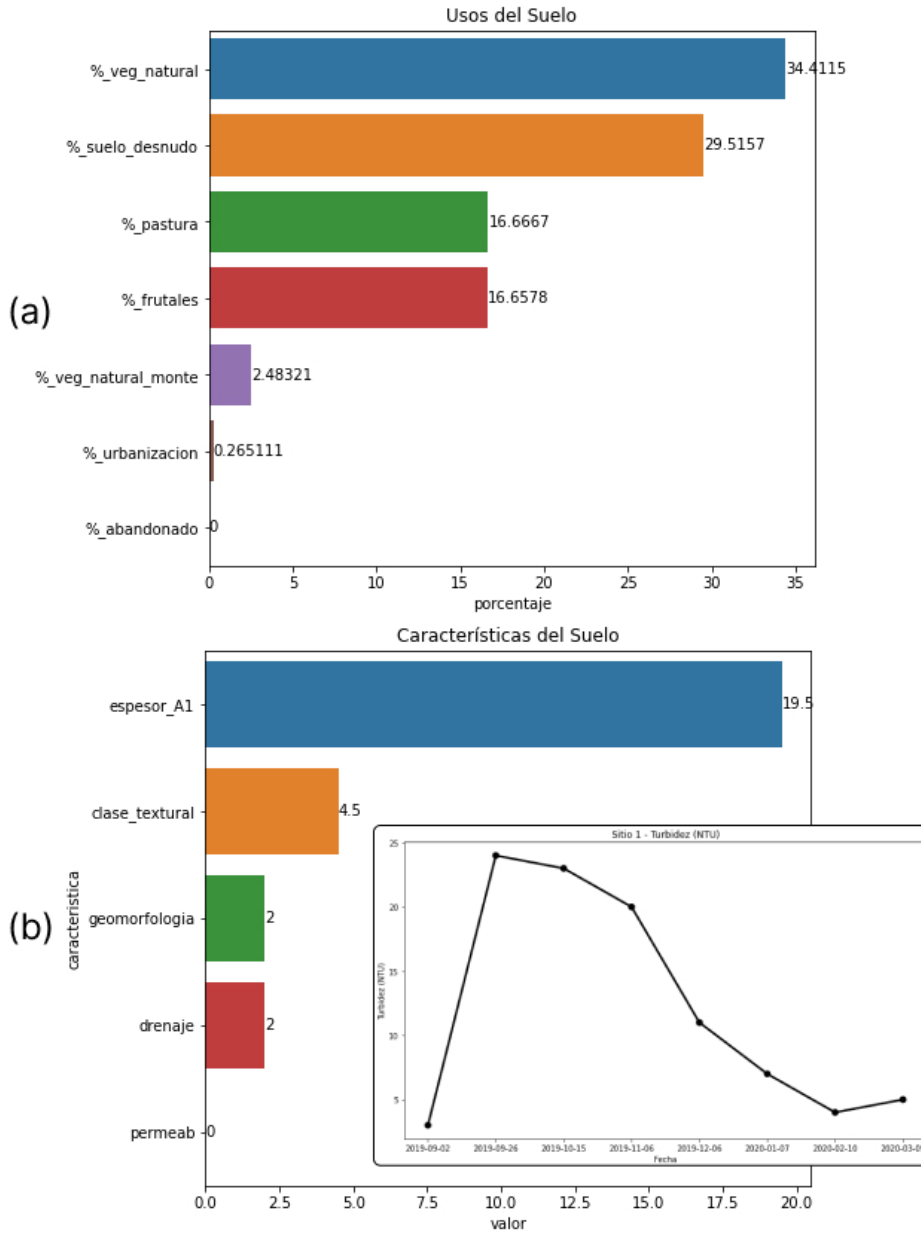 Usos del Suelo
%_veg_natural
34.4115
%_suelo_desnudo
29.5157
%_pastura
16.6667
%_frutales
16.6578
(a)
%_veg_natural_monte
2.48321
%_urbanizacion
0.265111
%_abandonado
0
0 5 10 15 20 25 30 35
porcentaje
Característícas del Suelo
espesor_A1
19.5
clase_textural
4.5
geomorfologia
2
(b)
caracteristica
drenaje
2
permeab
0
0.0 2.5 5.0 7.5 10.0 12.5 15.0 17.5 20.0
valor
Sitio 1 - Turbidez (NTU)
25
20
15
10
5
Turbidez (NTU)
2019-09-02 2019-09-26 2019-10-15 2019-11-06 2019-12-06 2020-01-07 2020-02-10
Fecha